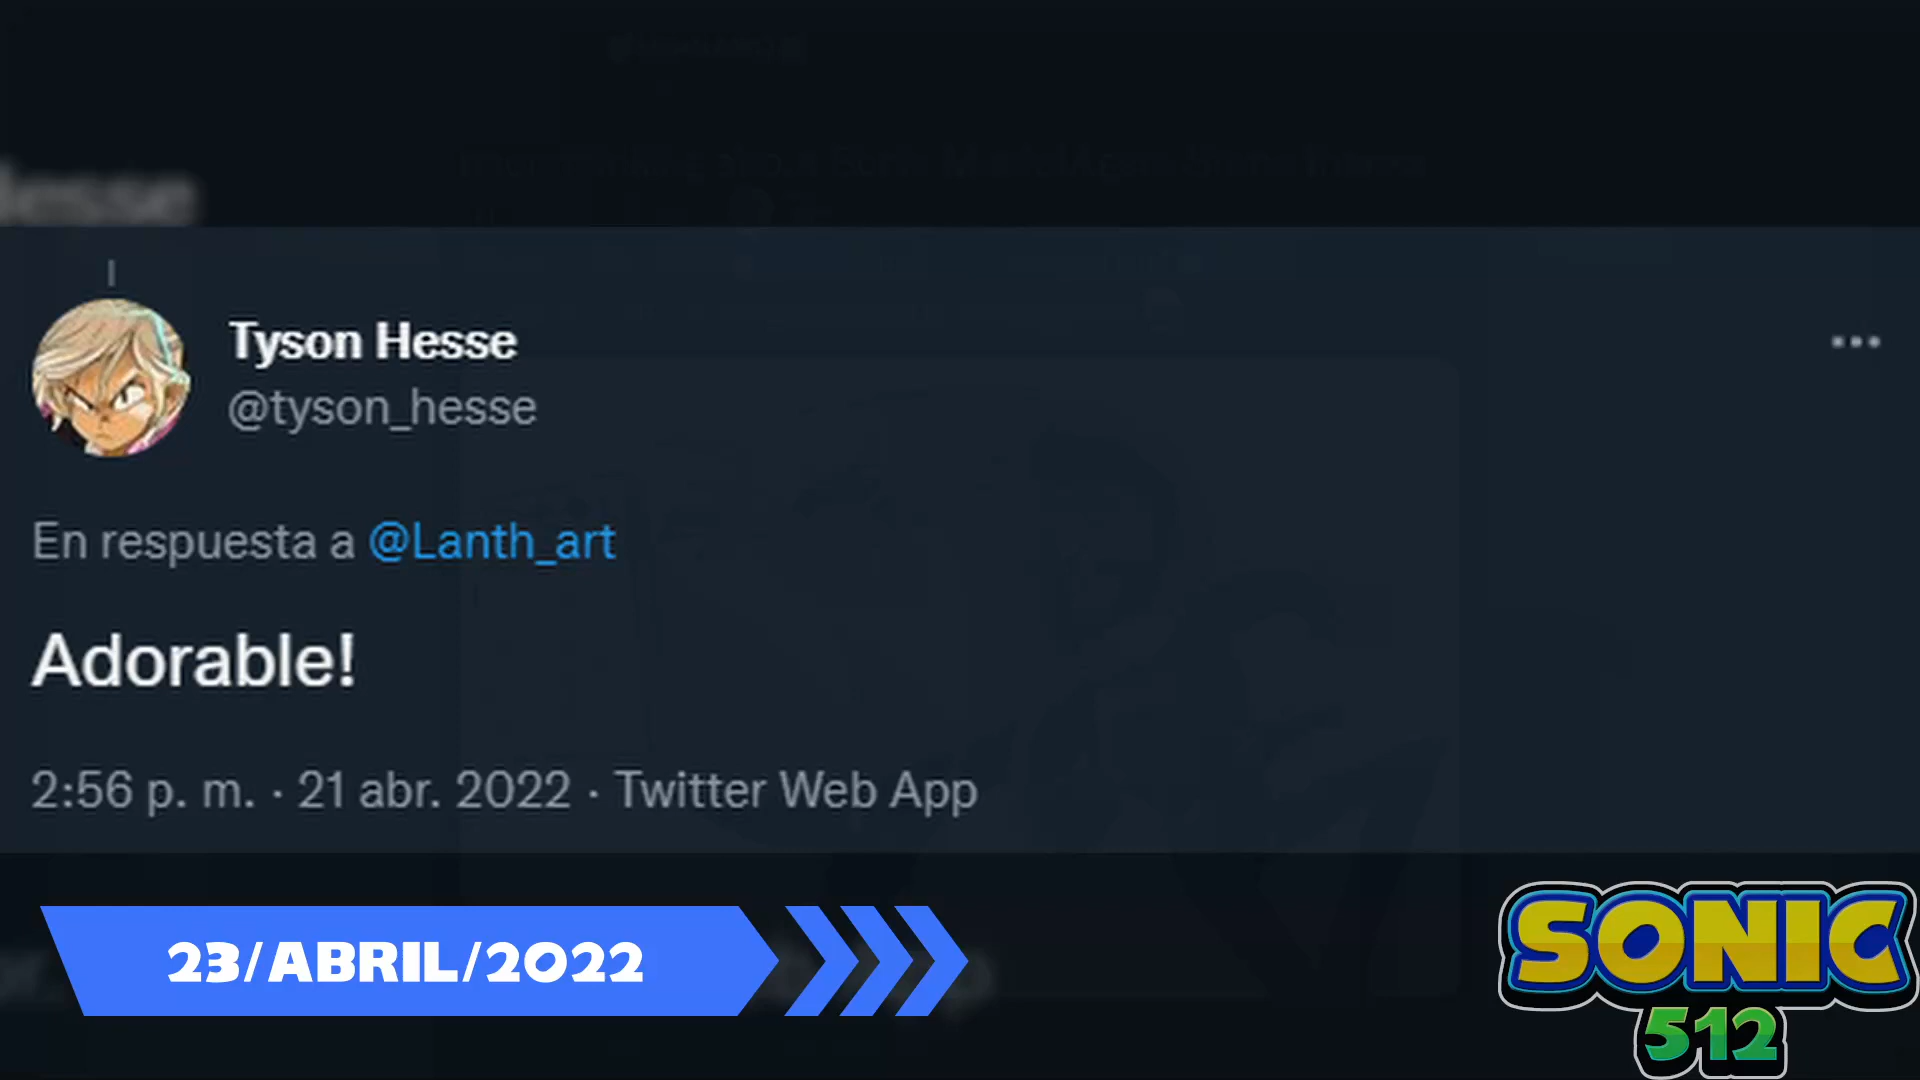 Hesse
Tyson Hesse
@tyson_hesse
En respuesta a @Lanth_art
Adorable!
2:56 p. m. · 21 abr. 2022 · Twitter Web App
23/ABRIL/2022
SONIC
512